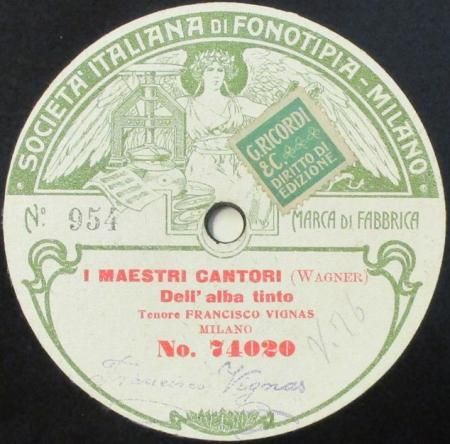 SOCIETA' ITALIANA DI FONOTIPIA - MILANO
G. RICORDI
& C.
DIRITTO DI
EDIZIONE
No: 954
MARCA DI FABBRICA
I MAESTRI CANTORI (WAGNER)
Dell' alba tinto
Tenore FRANCISCO VIGNAS
MILANO
No. 74020
Francisco Vignas